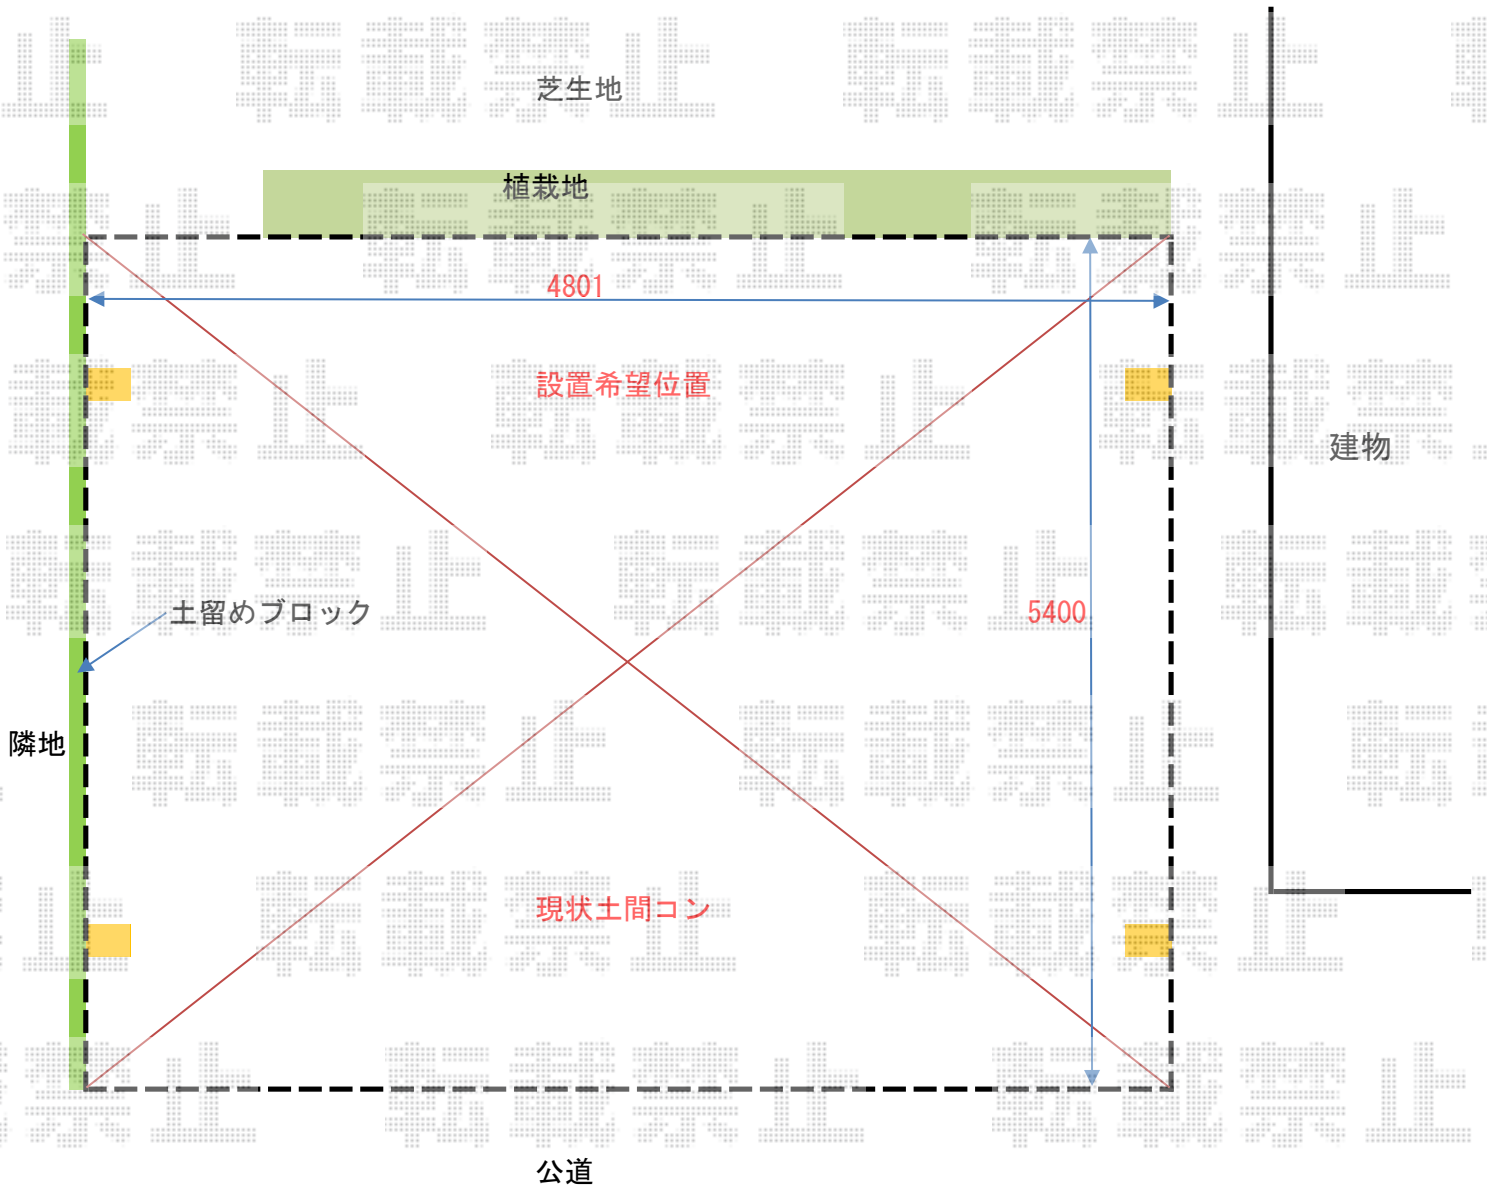 芝生地
植栽地
4801
設置希望位置
建物
土留めブロック
5400
隣地
現状土間コン
公道
転載禁止